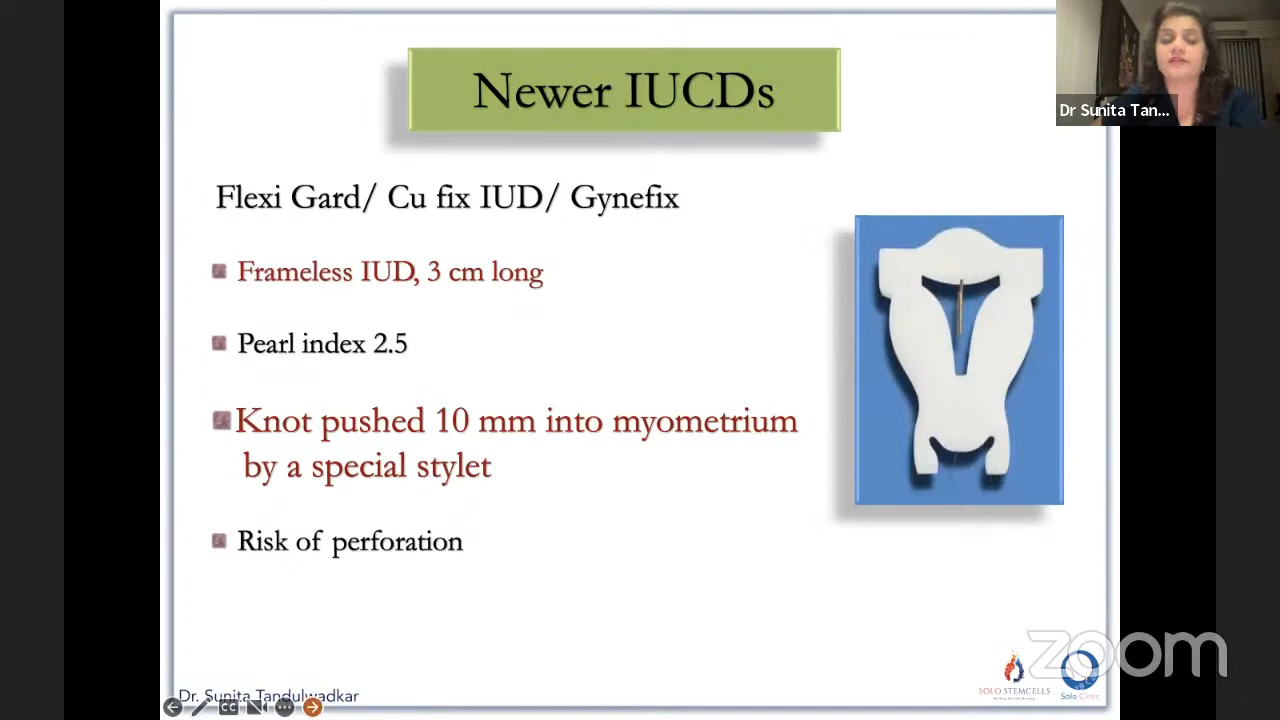 Newer IUCDs
Dr Sunita Tan...
Flexi Gard/ Cu fix IUD/ Gynefix
Frameless IUD, 3 cm long
Pearl index 2.5
Knot pushed 10 mm into myometrium
by a special stylet
Risk of perforation
zoom
SOLO STEMCELLS
Solo Clinic
Dr. Sunita Tandulwadkar
CC